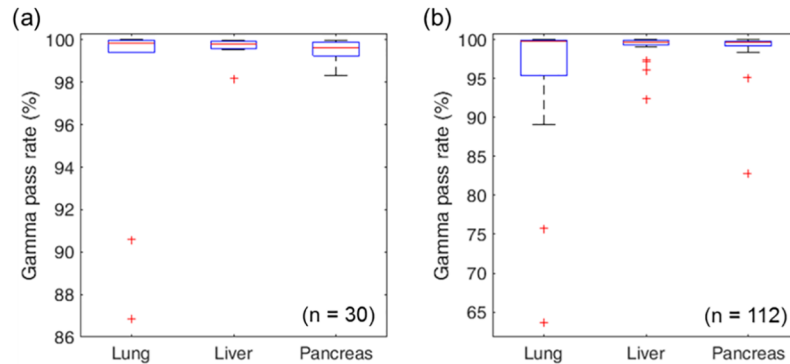 (a)
Gamma pass rate (%)
100
98
96
94
92
90
88
86
Lung Liver Pancreas
(n = 30)
(b)
Gamma pass rate (%)
100
95
90
85
80
75
70
65
Lung Liver Pancreas
(n = 112)